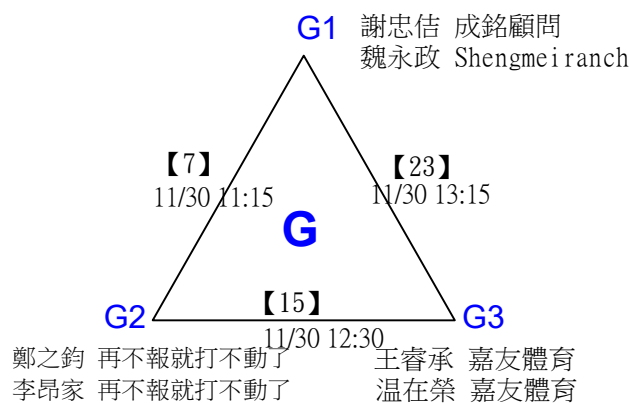 G1 謝忠佶 成銘顧問
魏永政 Shengmeiranch
【7】
11/30 11:15
【23】
11/30 13:15
G
【15】
11/30 12:30
G2
G3
鄭之鈞 再不報就打不動了
李昂家 再不報就打不動了
王睿承 嘉友體育
温在榮 嘉友體育